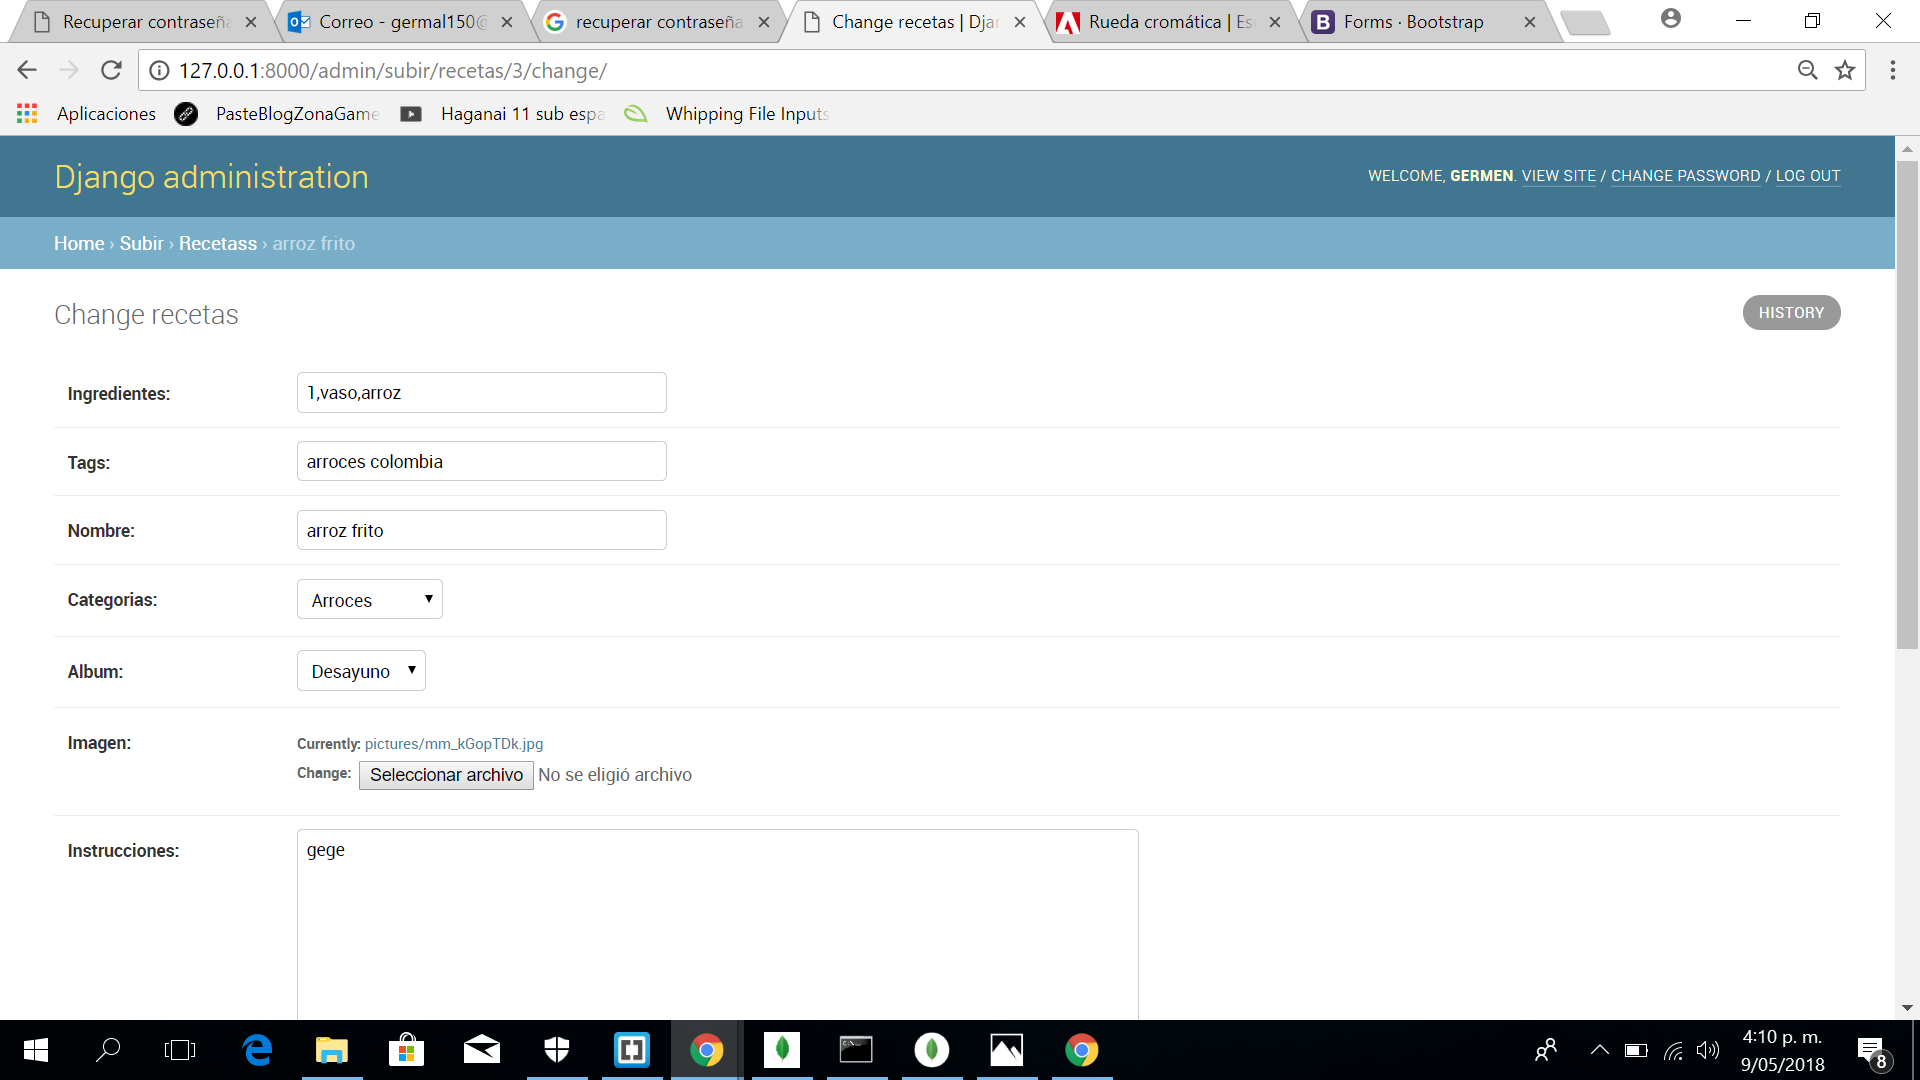 Recuperar contraseña
Correo - germal150@
recuperar contraseña
Change recetas | Djan
Rueda cromática | Es
Forms · Bootstrap
127.0.0.1:8000/admin/subir/recetas/3/change/
Aplicaciones
PasteBlogZonaGame
Haganai 11 sub espa
Whipping File Inputs
Django administration
WELCOME, GERMEN. VIEW SITE / CHANGE PASSWORD / LOG OUT
Home › Subir › Recetass › arroz frito
Change recetas
HISTORY
Ingredientes: 1,vaso,arroz
Tags: arroces colombia
Nombre: arroz frito
Categorias: Arroces
Album: Desayuno
Imagen: Currently: pictures/mm_kGopTDk.jpg
Change: Seleccionar archivo No se eligió archivo
Instrucciones: gege
4:10 p. m.
9/05/2018
8